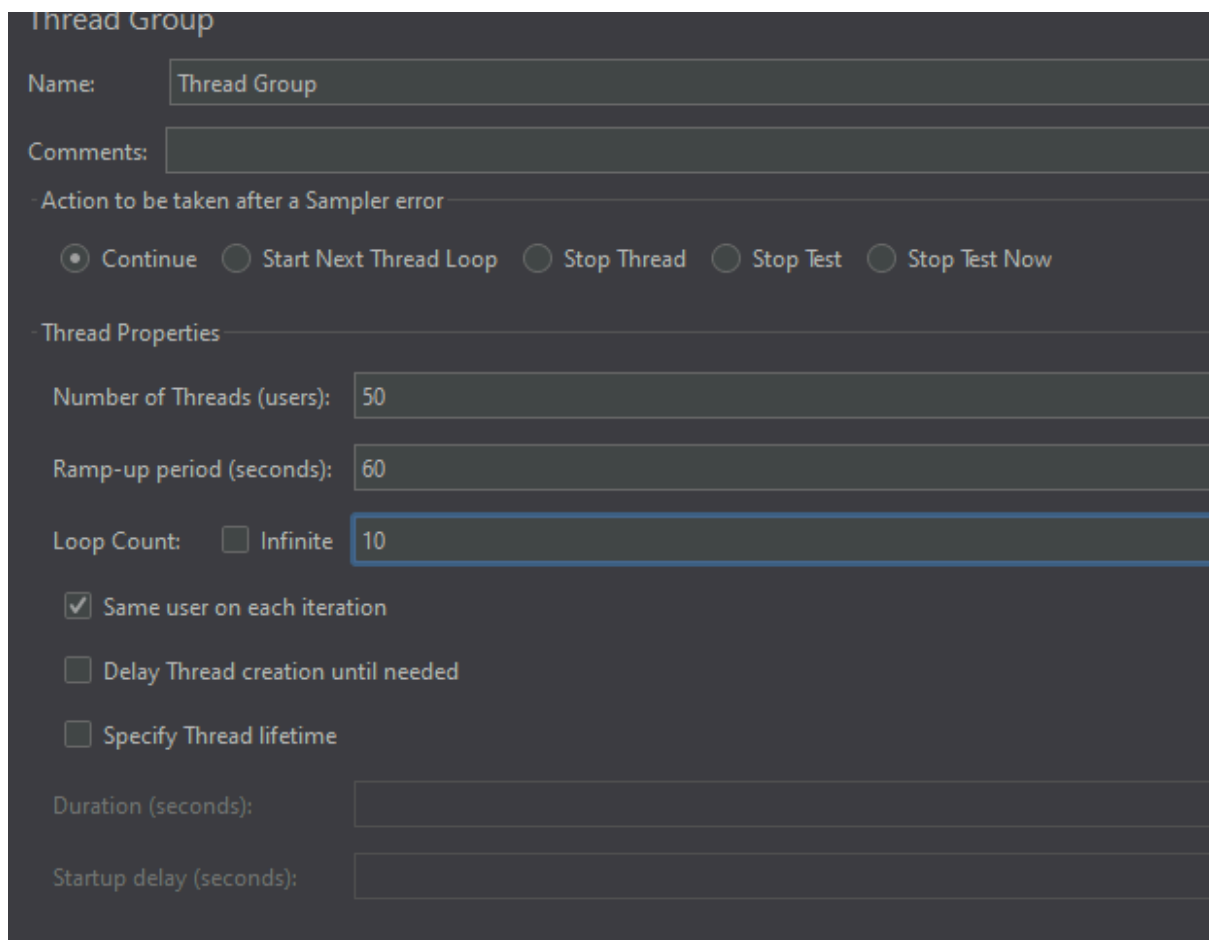 Thread Group
Name: Thread Group
Comments:
Action to be taken after a Sampler error
Continue Start Next Thread Loop Stop Thread Stop Test Stop Test Now
Thread Properties
Number of Threads (users): 50
Ramp-up period (seconds): 60
Loop Count: Infinite 10
Same user on each iteration
Delay Thread creation until needed
Specify Thread lifetime
Duration (seconds):
Startup delay (seconds):